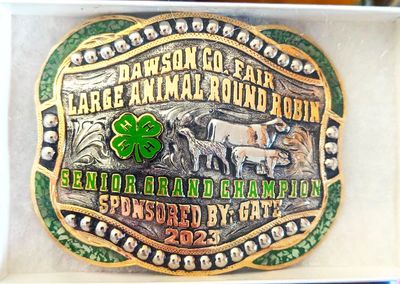 DAWSON CO. FAIR
LARGE ANIMAL ROUND ROBIN
H H H H
SENIOR GRAND CHAMPION
SPONSORED BY: GATE
2023